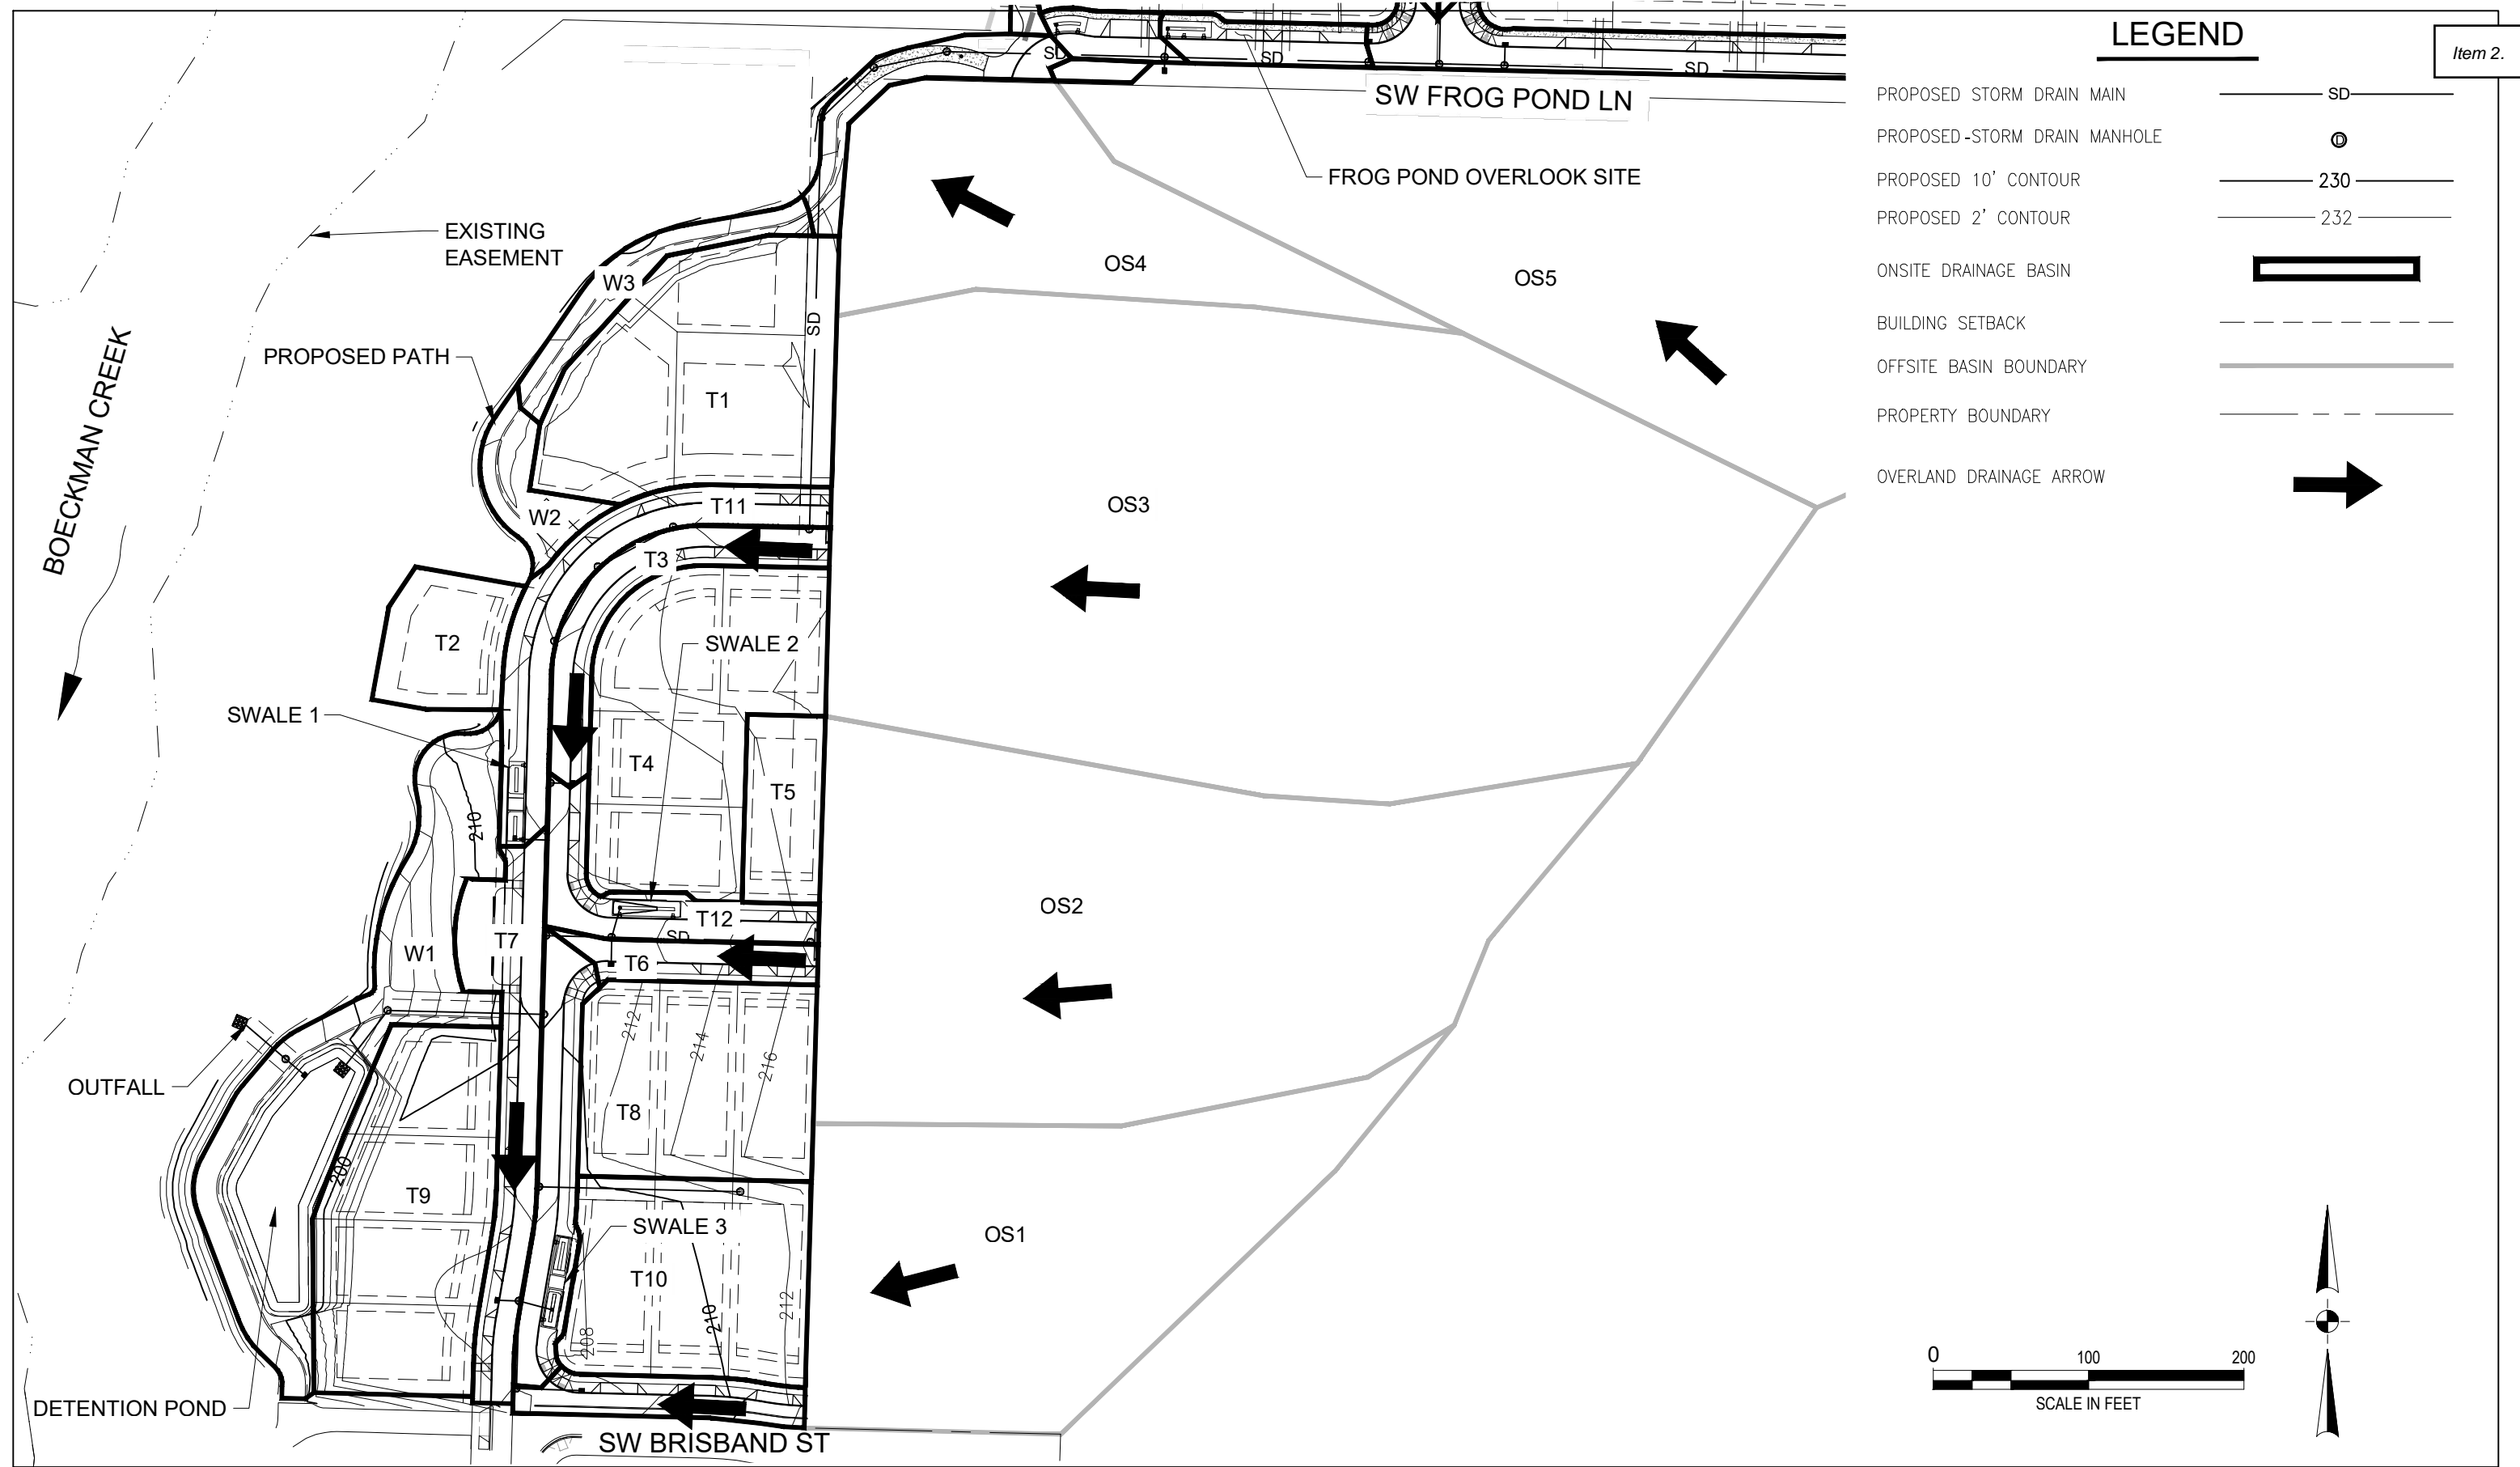 LEGEND
Item 2.
PROPOSED STORM DRAIN MAIN
SD
PROPOSED-STORM DRAIN MANHOLE
D
PROPOSED 10' CONTOUR
230
PROPOSED 2' CONTOUR
232
ONSITE DRAINAGE BASIN
BUILDING SETBACK
OFFSITE BASIN BOUNDARY
PROPERTY BOUNDARY
OVERLAND DRAINAGE ARROW
SD
SD
SD
SW FROG POND LN
FROG POND OVERLOOK SITE
EXISTING
EASEMENT
W3
OS4
OS5
SD
BOECKMAN CREEK
PROPOSED PATH
T1
T11
W2
OS3
T3
T2
SWALE 2
SWALE 1
T4
T5
210
T12
SD
OS2
T7
W1
T6
212
214
216
OUTFALL
T8
200
T9
SWALE 3
OS1
T10
210
212
208
DETENTION POND
SW BRISBAND ST
0
100
200
SCALE IN FEET